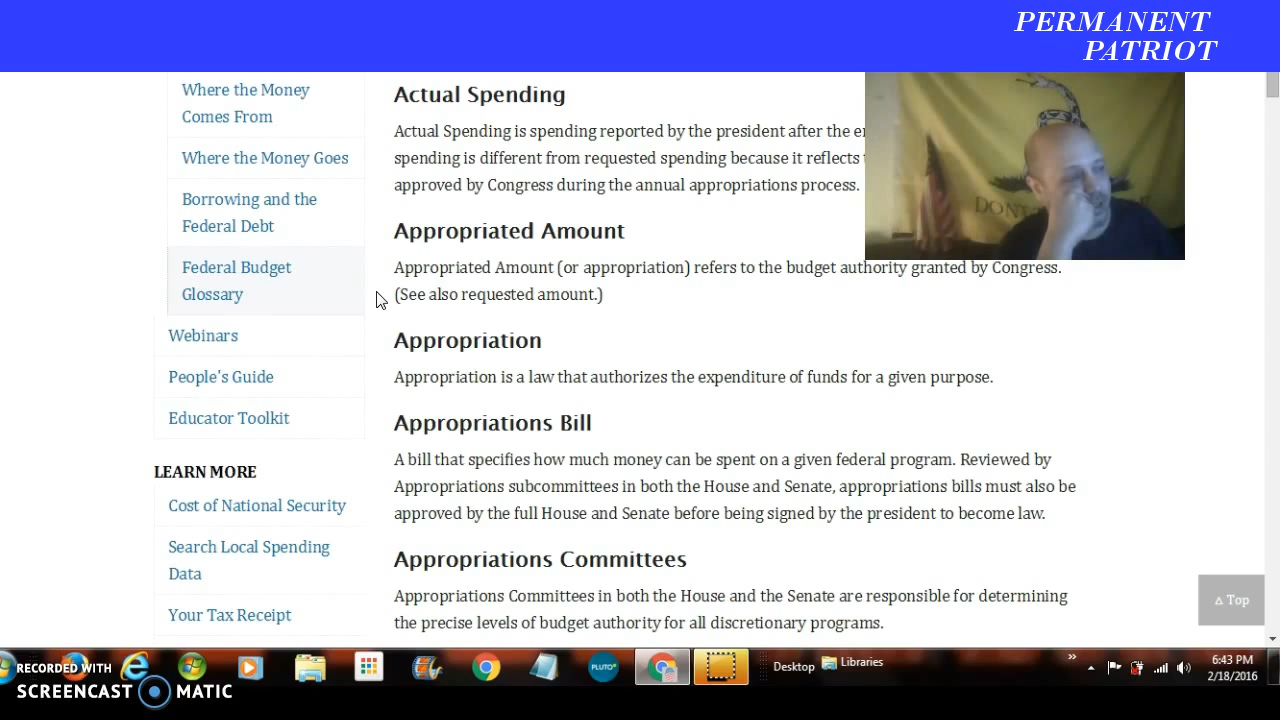 PERMANENT
PATRIOT
Where the Money
Comes From
Where the Money Goes
Borrowing and the
Federal Debt
Federal Budget
Glossary
Webinars
People's Guide
Educator Toolkit
LEARN MORE
Cost of National Security
Search Local Spending
Data
Your Tax Receipt
Actual Spending
Actual Spending is spending reported by the president after the
spending is different from requested spending because it reflects
approved by Congress during the annual appropriations process.
Appropriated Amount
Appropriated Amount (or appropriation) refers to the budget authority granted by Congress.
(See also requested amount.)
Appropriation
Appropriation is a law that authorizes the expenditure of funds for a given purpose.
Appropriations Bill
A bill that specifies how much money can be spent on a given federal program. Reviewed by
Appropriations subcommittees in both the House and Senate, appropriations bills must also be
approved by the full House and Senate before being signed by the president to become law.
Appropriations Committees
Appropriations Committees in both the House and the Senate are responsible for determining
the precise levels of budget authority for all discretionary programs.
DON'T
Top
PLUTO
Desktop
Libraries
6:43 PM
2/18/2016
RECORDED WITH
SCREENCAST MATIC